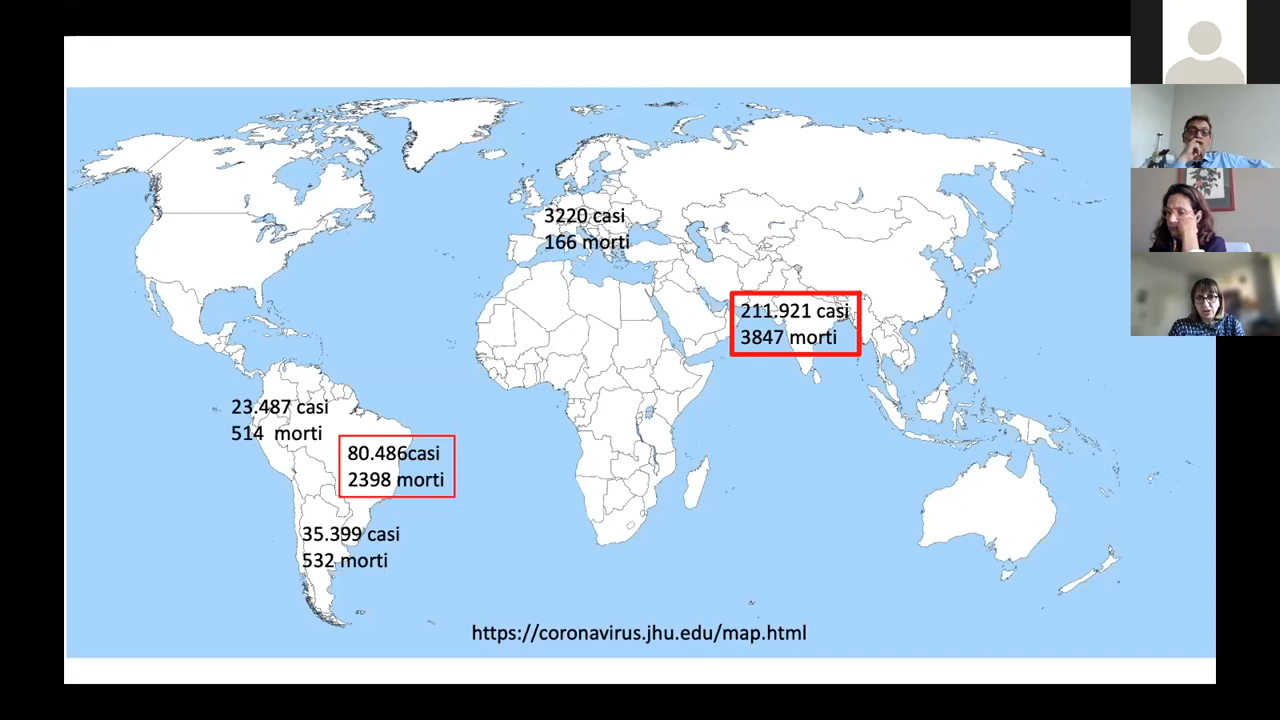 3220 casi
166 morti
211.921 casi
3847 morti
23.487 casi
514 morti
80.486casi
2398 morti
35.399 casi
532 morti
https://coronavirus.jhu.edu/map.html